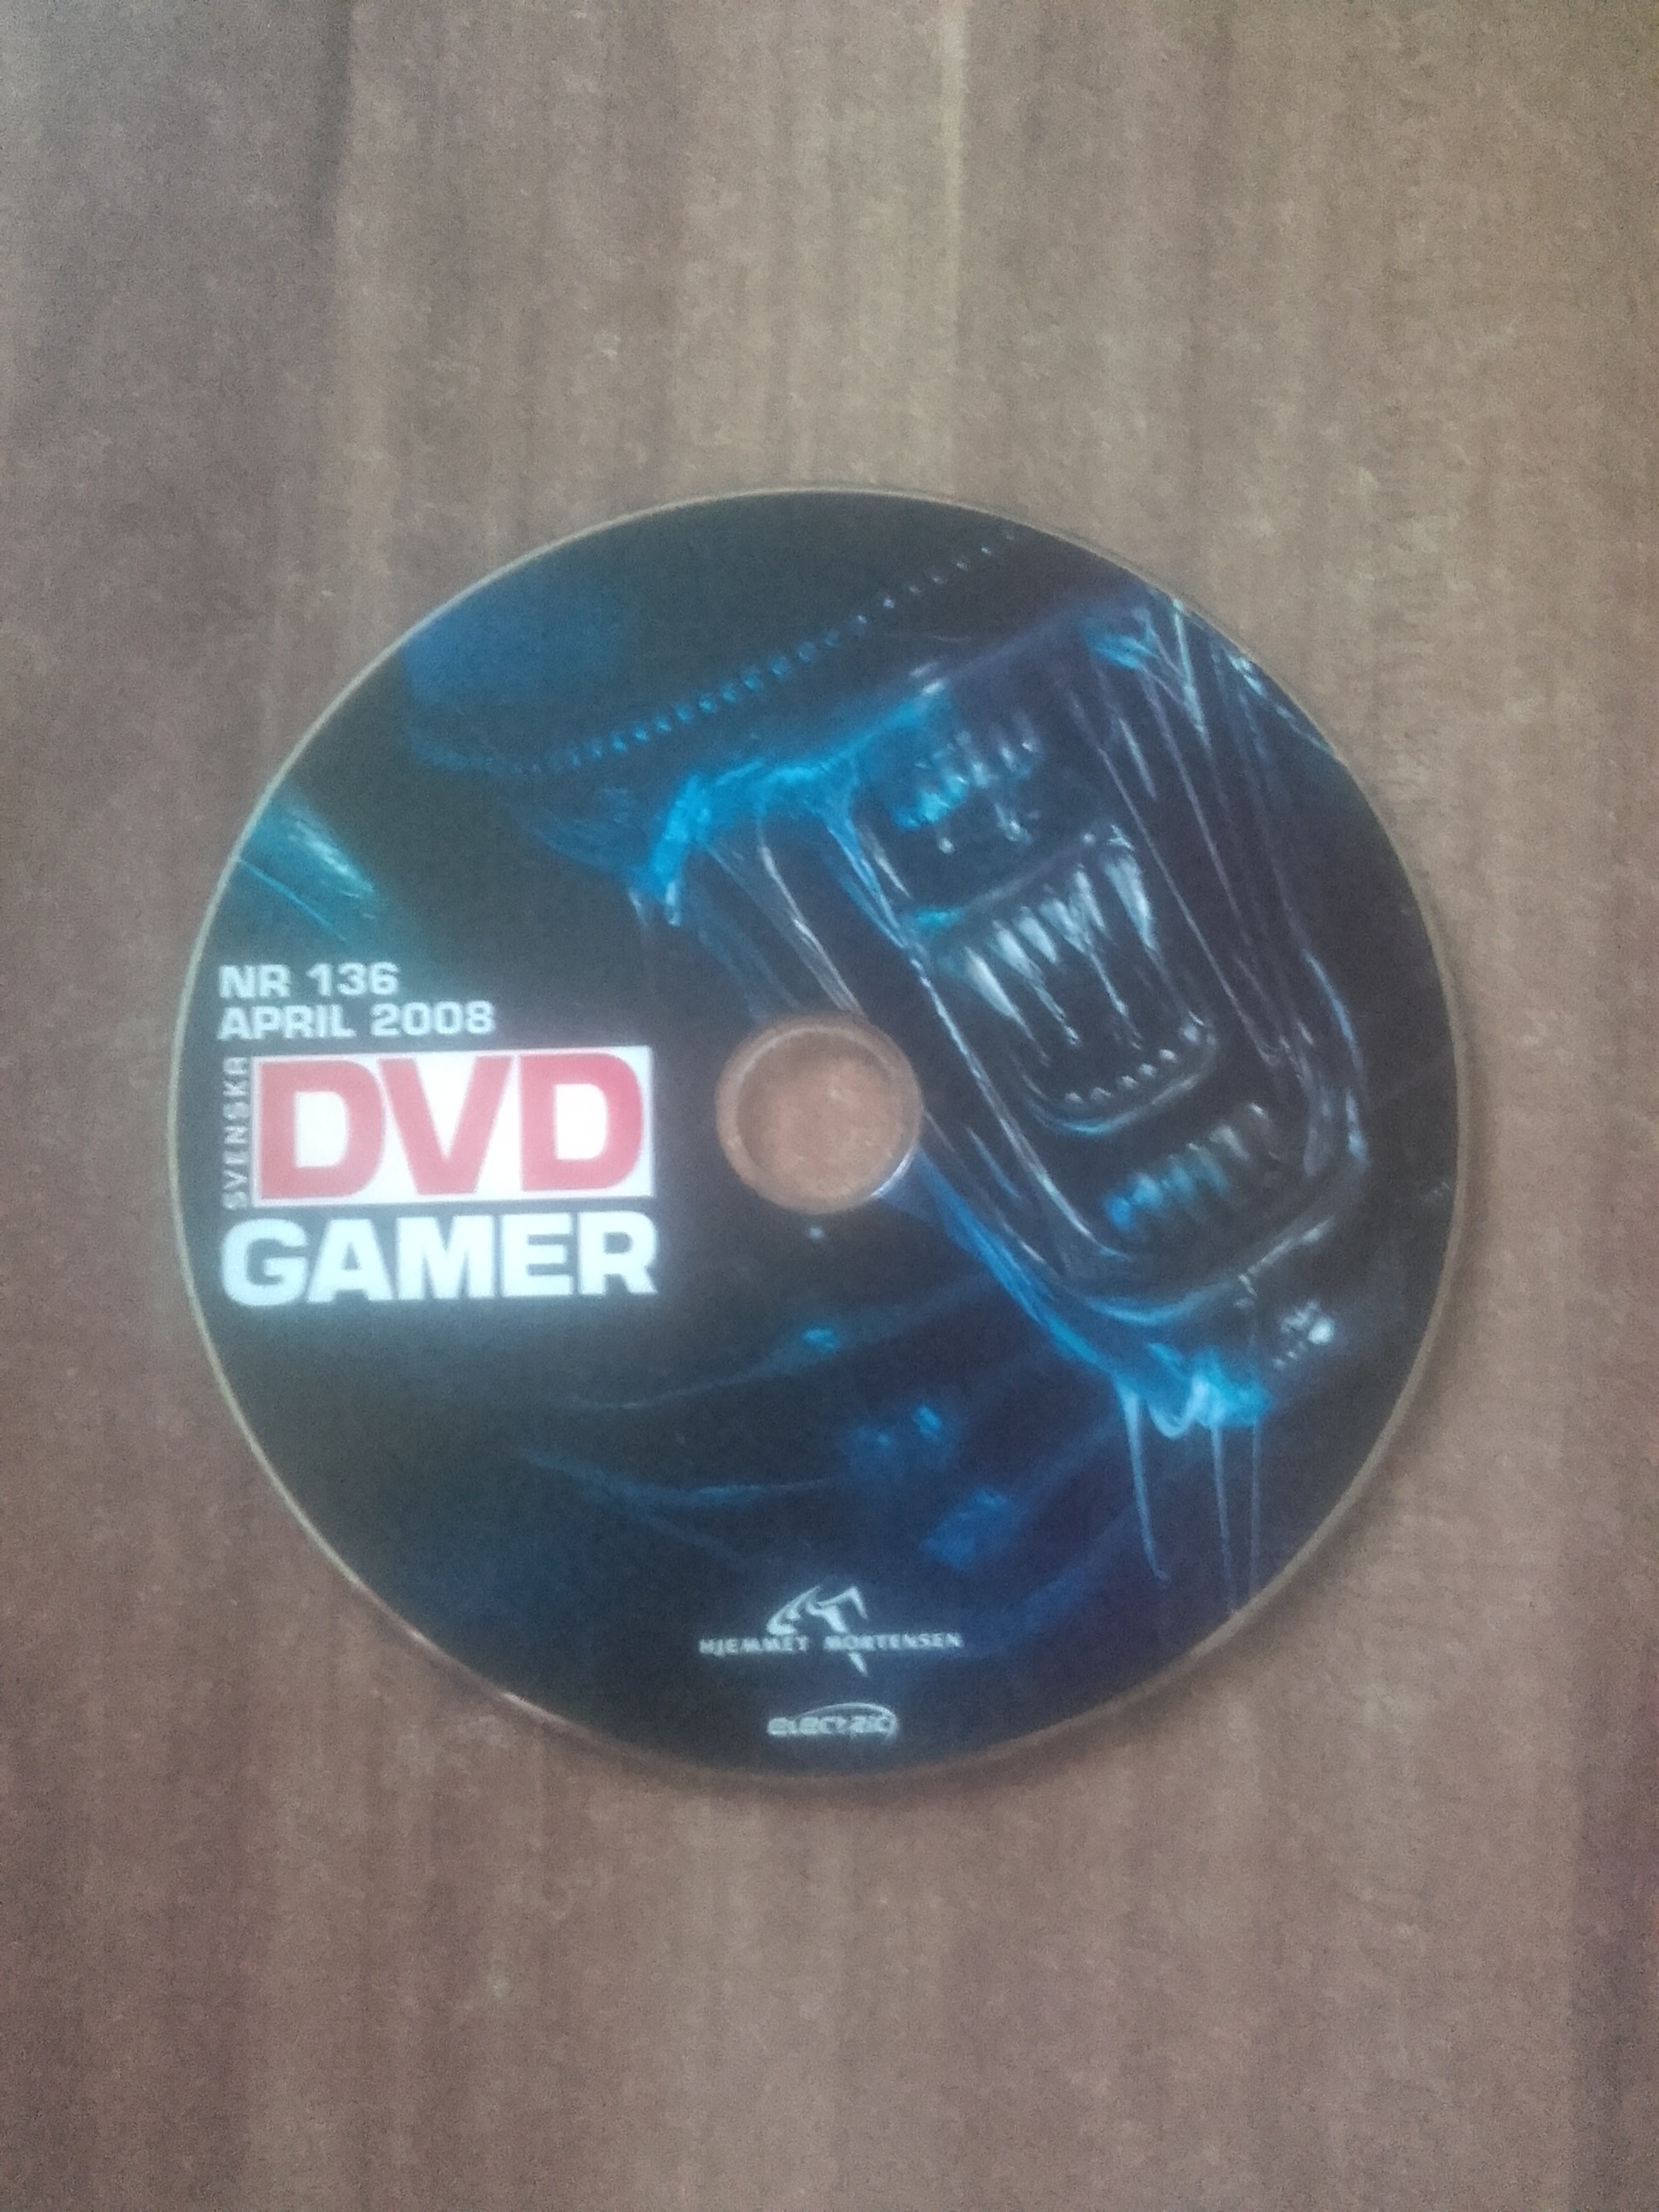 NR 136
APRIL 2008
SVENSKA
DVD
GAMER
HJEMMET MORTENSEN
electric